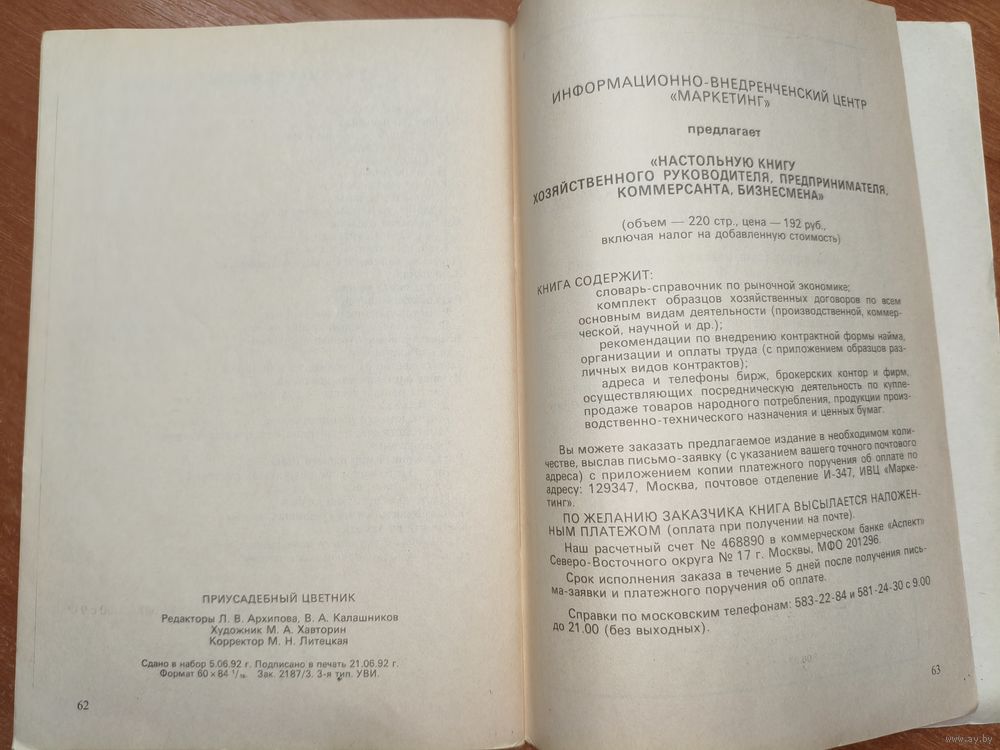 ПРИУСАДЕБНЫЙ ЦВЕТНИК
Редакторы Л. В. Архипова, В. А. Калашников
Художник М. А. Хавторин
Корректор М. Н. Литецкая
Сдано в набор 5.06.92 г. Подписано в печать 21.06.92 г.
Формат 60 × 84 1/16. Зак. 2187/3. 3-я тип. УВИ.
62
ИНФОРМАЦИОННО-ВНЕДРЕНЧЕСКИЙ ЦЕНТР
«МАРКЕТИНГ»
предлагает
«НАСТОЛЬНУЮ КНИГУ
ХОЗЯЙСТВЕННОГО РУКОВОДИТЕЛЯ, ПРЕДПРИНИМАТЕЛЯ,
КОММЕРСАНТА, БИЗНЕСМЕНА»
(объем — 220 стр., цена — 192 руб.,
включая налог на добавленную стоимость)
КНИГА СОДЕРЖИТ:
словарь-справочник по рыночной экономике;
комплект образцов хозяйственных договоров по всем
основным видам деятельности (производственной, коммер-
ческой, научной и др.);
рекомендации по внедрению контрактной формы найма,
организации и оплаты труда (с приложением образцов раз-
личных видов контрактов);
адреса и телефоны бирж, брокерских контор и фирм,
осуществляющих посредническую деятельность по купле-
продаже товаров народного потребления, продукции произ-
водственно-технического назначения и ценных бумаг.
Вы можете заказать предлагаемое издание в необходимом коли-
честве, выслав письмо-заявку (с указанием вашего точного почтового
адреса) с приложением копии платежного поручения об оплате по
адресу: 129347, Москва, почтовое отделение И-347, ИВЦ «Марке-
тинг».
ПО ЖЕЛАНИЮ ЗАКАЗЧИКА КНИГА ВЫСЫЛАЕТСЯ НАЛОЖЕН-
НЫМ ПЛАТЕЖОМ (оплата при получении на почте).
Наш расчетный счет № 468890 в коммерческом банке «Аспект»
Северо-Восточного округа № 17 г. Москвы, МФО 201296.
Срок исполнения заказа в течение 5 дней после получения пись-
ма-заявки и платежного поручения об оплате.
Справки по московским телефонам: 583-22-84 и 581-24-30 с 9.00
до 21.00 (без выходных).
63
www.ay.by